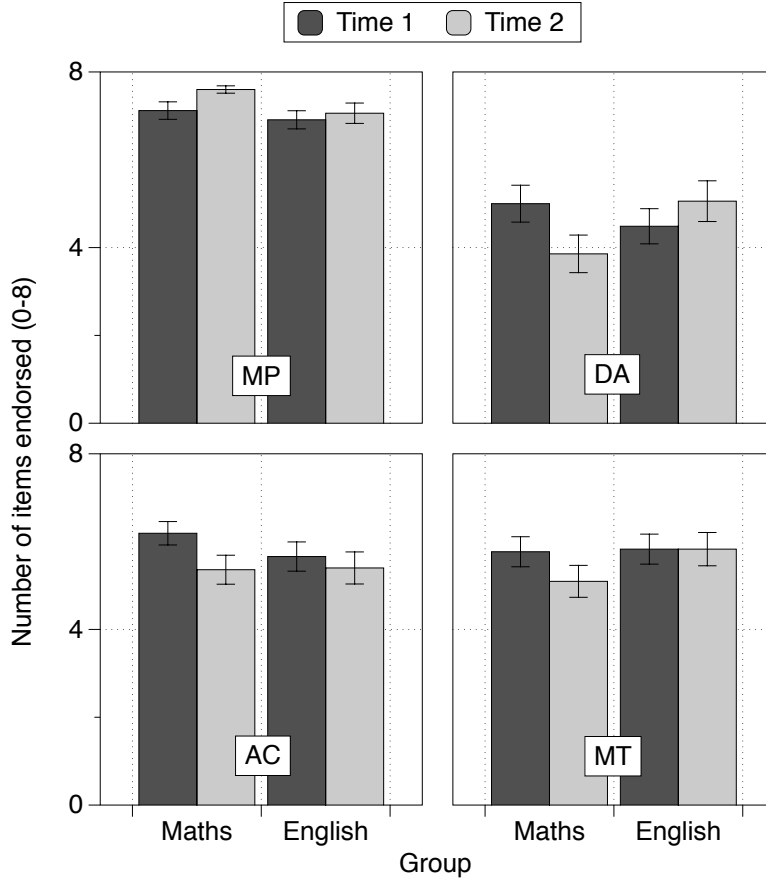 Time 1 Time 2
Number of items endorsed (0-8)
8
4
0
MP
DA
8
4
0
AC
MT
Maths English Maths English
Group